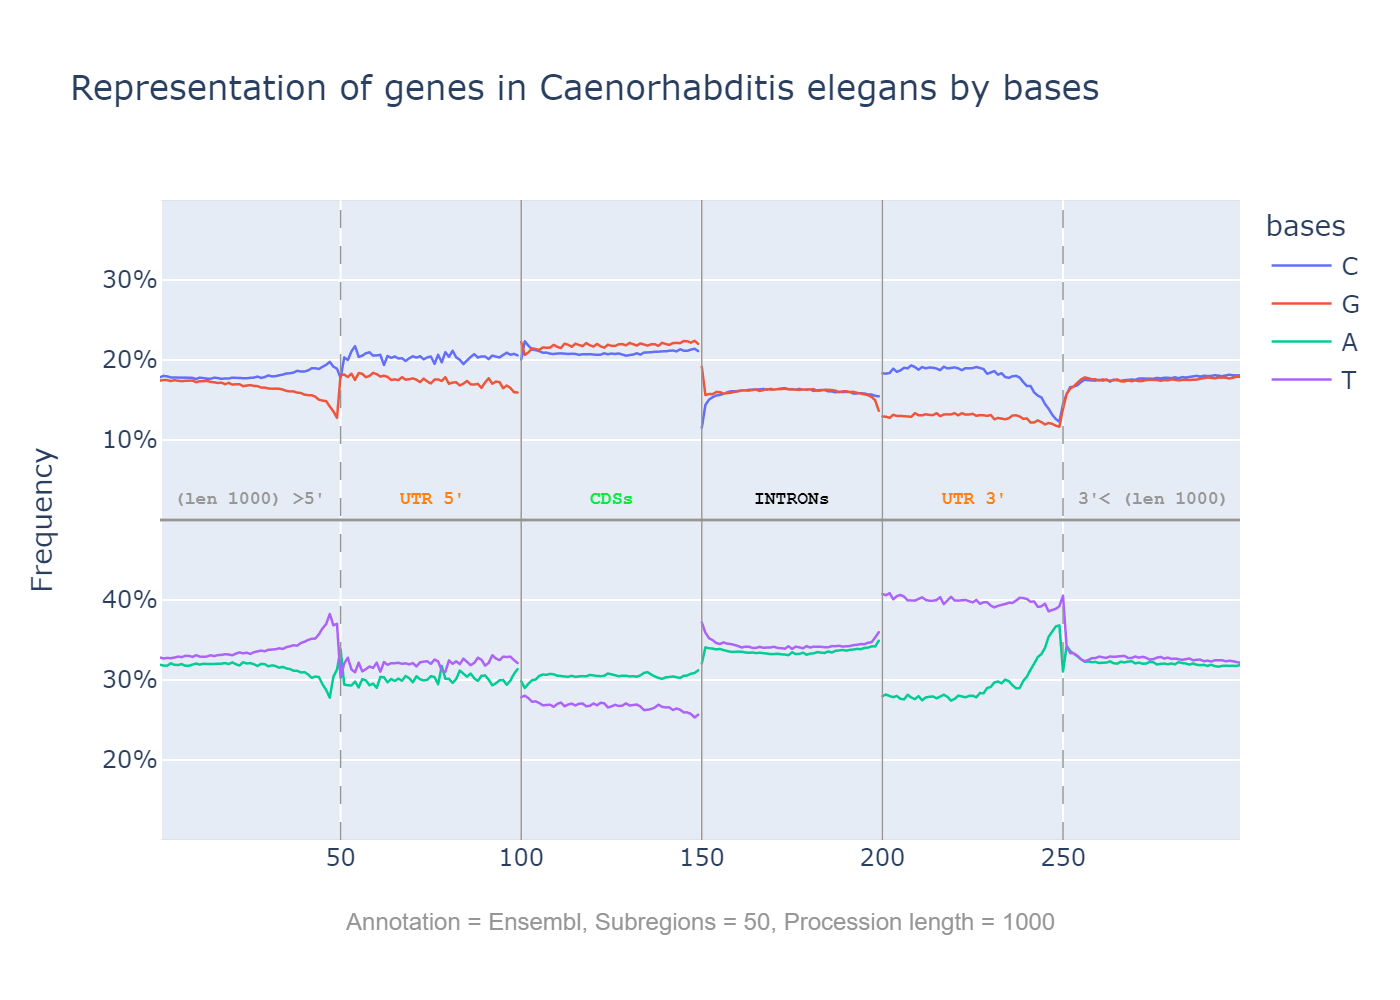 Representation of genes in Caenorhabditis elegans by bases
bases
C
G
A
T
30%
20%
10%
(len 1000) >5'
UTR 5'
CDSs
INTRONs
UTR 3'
3'< (len 1000)
Frequency
40%
30%
20%
50
100
150
200
250
Annotation = Ensembl, Subregions = 50, Procession length = 1000